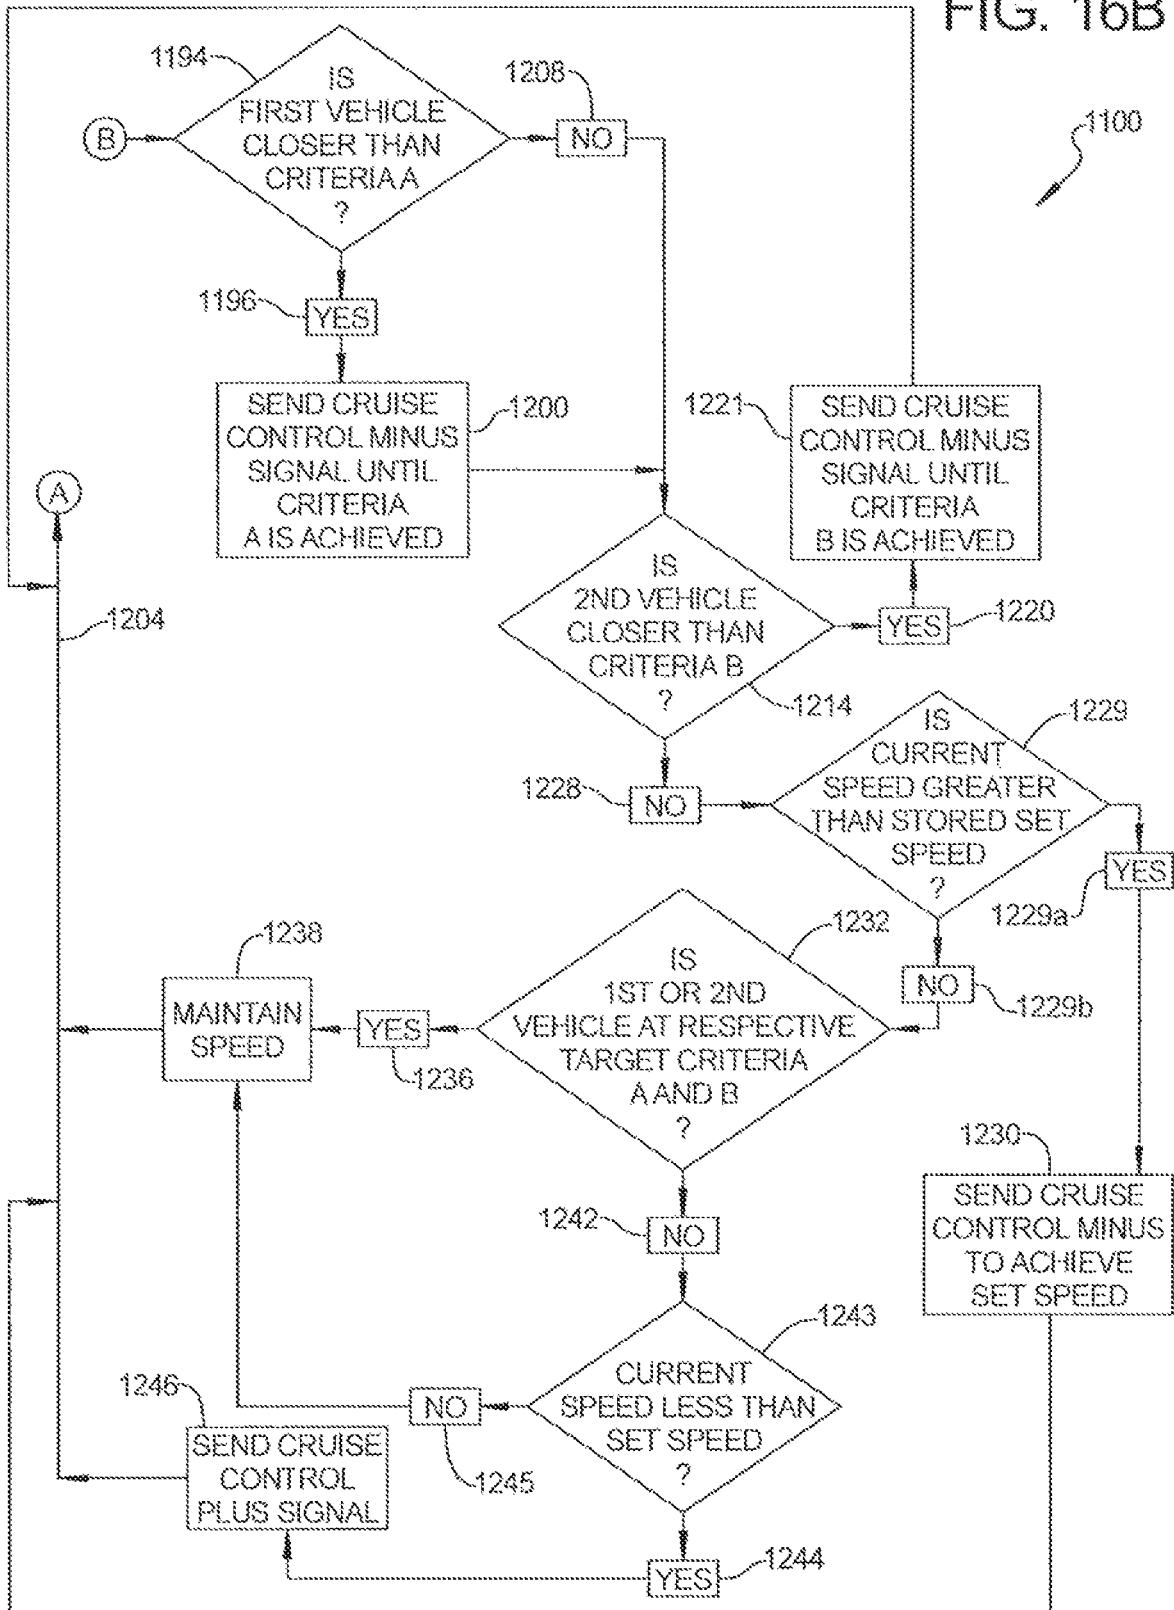 FIG. 16B
1194
IS
FIRST VEHICLE
CLOSER THAN
CRITERIA A
?
B
1208
NO
1100
1196
YES
SEND CRUISE
CONTROL MINUS
SIGNAL UNTIL
CRITERIA
A IS ACHIEVED
1200
1221
SEND CRUISE
CONTROL MINUS
SIGNAL UNTIL
CRITERIA
B IS ACHIEVED
A
1204
IS
2ND VEHICLE
CLOSER THAN
CRITERIA B
?
YES
1220
1214
1228
NO
IS
CURRENT
SPEED GREATER
THAN STORED SET
SPEED
?
1229
YES
1229a
NO
1229b
1238
MAINTAIN
SPEED
YES
1236
IS
1ST OR 2ND
VEHICLE AT RESPECTIVE
TARGET CRITERIA
A AND B
?
1232
1230
SEND CRUISE
CONTROL MINUS
TO ACHIEVE
SET SPEED
1242
NO
1243
CURRENT
SPEED LESS THAN
SET SPEED
?
NO
1245
1246
SEND CRUISE
CONTROL
PLUS SIGNAL
YES
1244